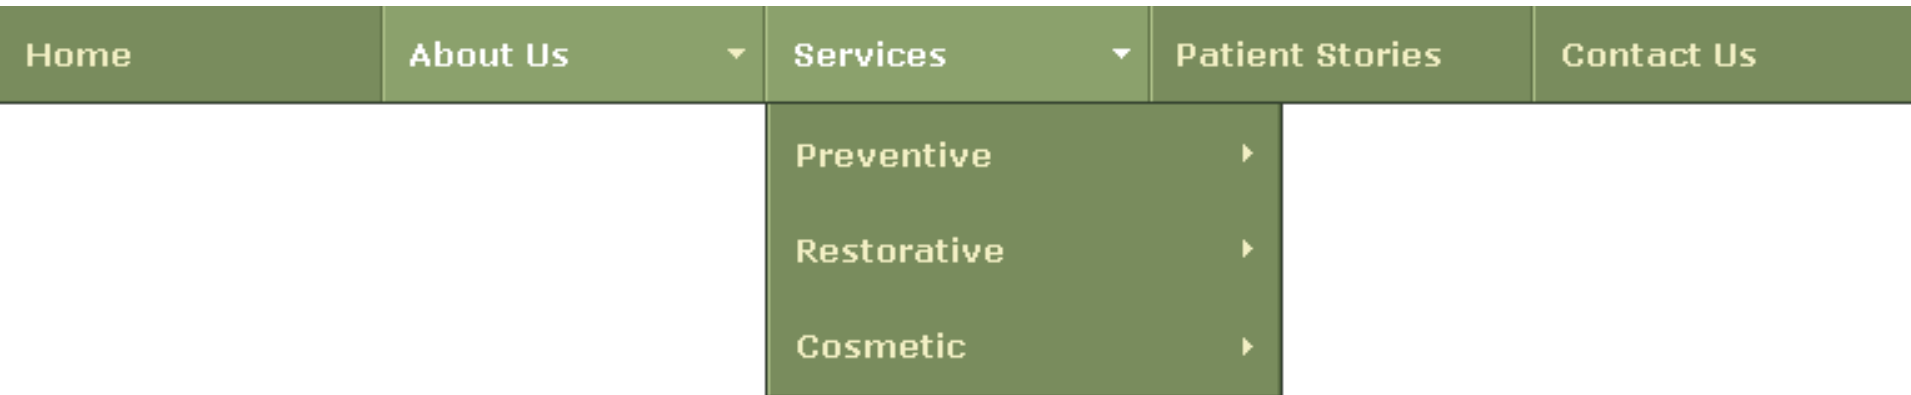 Home About Us Services Patient Stories Contact Us
Preventive
Restorative
Cosmetic